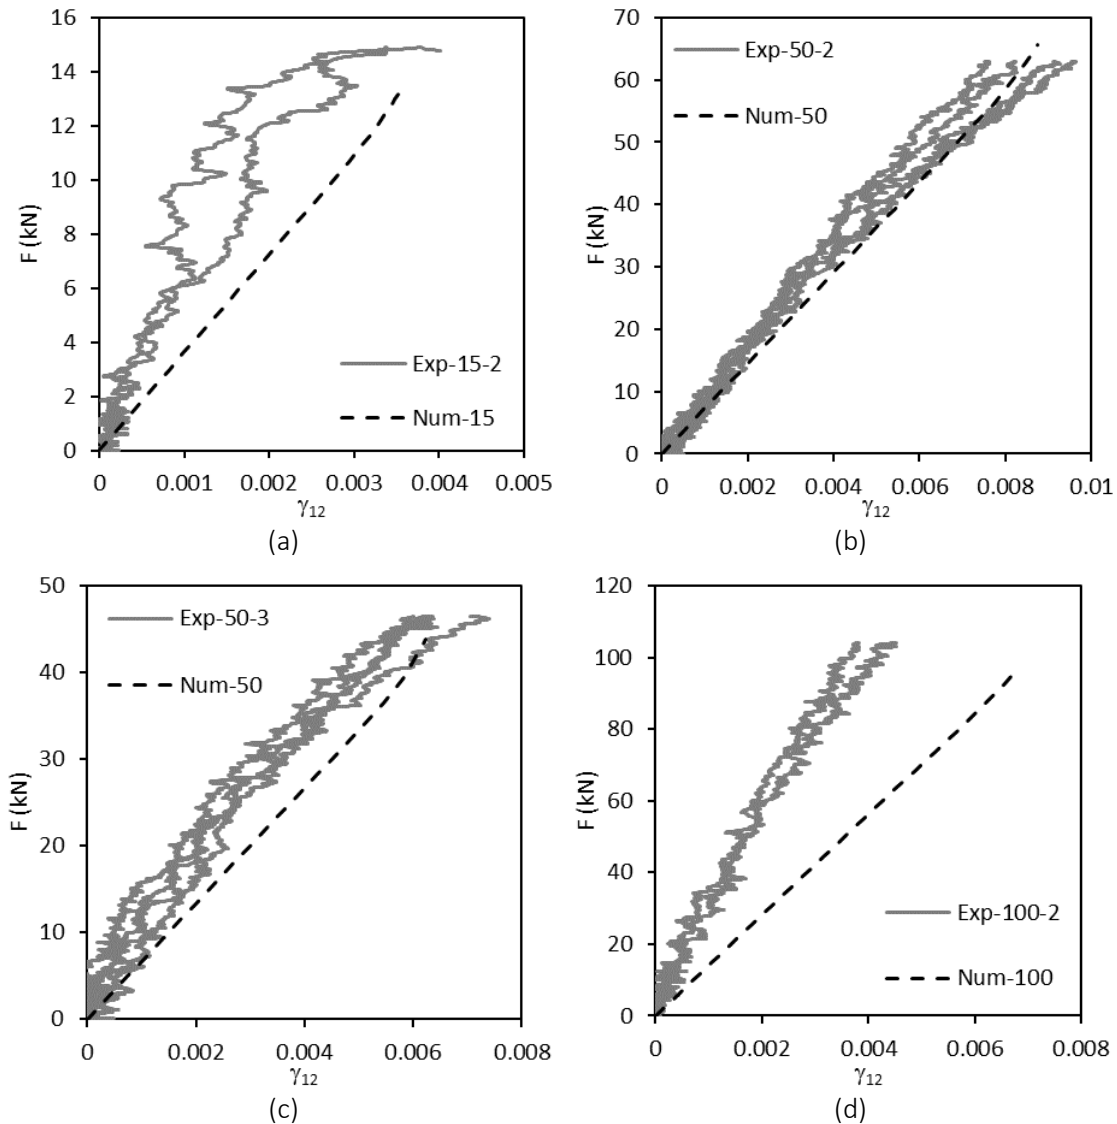 16
14
12
10
8
6
4
2
0
F (kN)
Exp-15-2
Num-15
0 0.001 0.002 0.003 0.004 0.005
γ12
(a)
70
60
50
40
30
20
10
0
F (kN)
Exp-50-2
Num-50
0 0.002 0.004 0.006 0.008 0.01
γ12
(b)
50
40
30
20
10
0
F (kN)
Exp-50-3
Num-50
0 0.002 0.004 0.006 0.008
γ12
(c)
120
100
80
60
40
20
0
F (kN)
Exp-100-2
Num-100
0 0.002 0.004 0.006 0.008
γ12
(d)